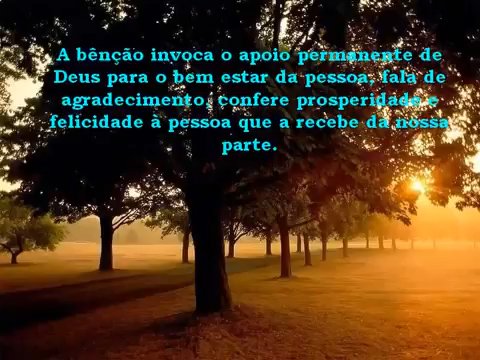 A bênção invoca o apoio permanente de
Deus para o bem estar da pessoa, fala de
agradecimento, confere prosperidade e
felicidade à pessoa que a recebe da nossa
parte.